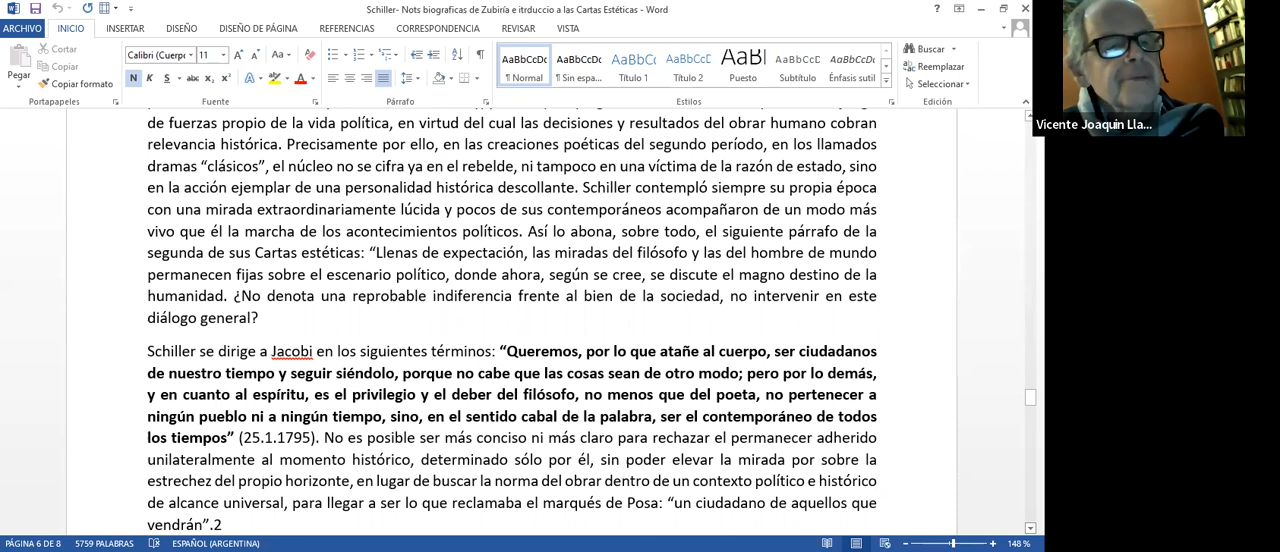 Schiller- Nots biograficas de Zubiría e itrduccio a las Cartas Estéticas - Word
ARCHIVO INICIO INSERTAR DISEÑO DISEÑO DE PÁGINA REFERENCIAS CORRESPONDENCIA REVISAR VISTA
Pegar
Cortar
Copiar
Copiar formato
Portapapeles
Calibri (Cuerpo 11
N K S abc x₂ x²
Fuente
Párrafo
AaBbCcDc AaBbCcDc AaBbC AaBbCcD AaBl AaBbCcD AaBbCcDc
¶ Normal ¶ Sin espa... Título 1 Título 2 Puesto Subtítulo Énfasis sutil
Estilos
Buscar
Reemplazar
Seleccionar
Edición
Vicente Joaquin Lla...
de fuerzas propio de la vida política, en virtud del cual las decisiones y resultados del obrar humano cobran
relevancia histórica. Precisamente por ello, en las creaciones poéticas del segundo período, en los llamados
dramas “clásicos”, el núcleo no se cifra ya en el rebelde, ni tampoco en una víctima de la razón de estado, sino
en la acción ejemplar de una personalidad histórica descollante. Schiller contempló siempre su propia época
con una mirada extraordinariamente lúcida y pocos de sus contemporáneos acompañaron de un modo más
vivo que él la marcha de los acontecimientos políticos. Así lo abona, sobre todo, el siguiente párrafo de la
segunda de sus Cartas estéticas: “Llenas de expectación, las miradas del filósofo y las del hombre de mundo
permanecen fijas sobre el escenario político, donde ahora, según se cree, se discute el magno destino de la
humanidad. ¿No denota una reprobable indiferencia frente al bien de la sociedad, no intervenir en este
diálogo general?
Schiller se dirige a Jacobi en los siguientes términos: “Queremos, por lo que atañe al cuerpo, ser ciudadanos
de nuestro tiempo y seguir siéndolo, porque no cabe que las cosas sean de otro modo; pero por lo demás,
y en cuanto al espíritu, es el privilegio y el deber del filósofo, no menos que del poeta, no pertenecer a
ningún pueblo ni a ningún tiempo, sino, en el sentido cabal de la palabra, ser el contemporáneo de todos
los tiempos” (25.1.1795). No es posible ser más conciso ni más claro para rechazar el permanecer adherido
unilateralmente al momento histórico, determinado sólo por él, sin poder elevar la mirada por sobre la
estrechez del propio horizonte, en lugar de buscar la norma del obrar dentro de un contexto político e histórico
de alcance universal, para llegar a ser lo que reclamaba el marqués de Posa: “un ciudadano de aquellos que
vendrán”.2
PÁGINA 6 DE 8 5759 PALABRAS ESPAÑOL (ARGENTINA) 148 %